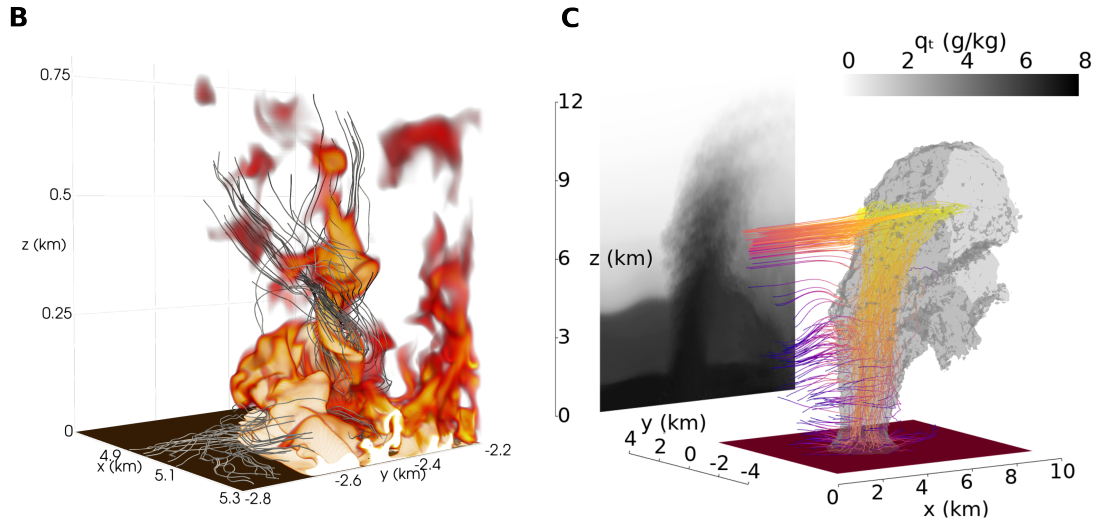 B
0.75
0.5
z (km)
0.25
0
4.9
x (km)
5.1
5.3
-2.8
-2.6
y (km)
-2.4
-2.2
C
qₜ (g/kg)
0 2 4 6 8
12
9
z (km)
6
3
0
y (km)
4 2 0 -2 -4
0 2 4 6 8 10
x (km)